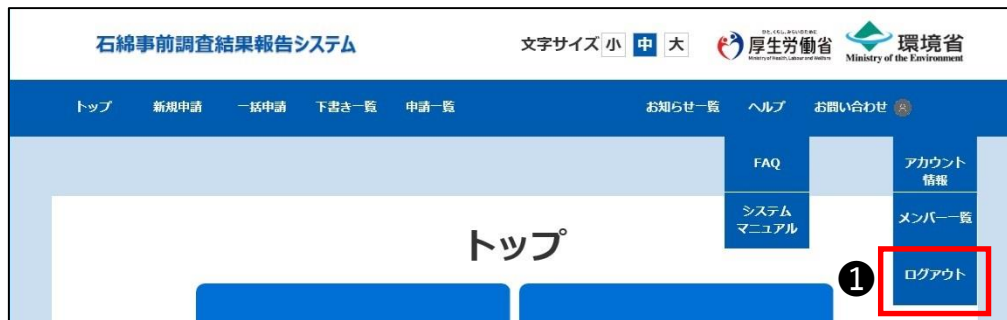 石綿事前調査結果報告システム
文字サイズ 小 中 大
厚生労働省
環境省
Ministry of the Environment
トップ 新規申請 一括申請 下書き一覧 申請一覧 お知らせ一覧 ヘルプ お問い合わせ
FAQ
システム
マニュアル
アカウント
情報
メンバー一覧
ログアウト
❶
トップ